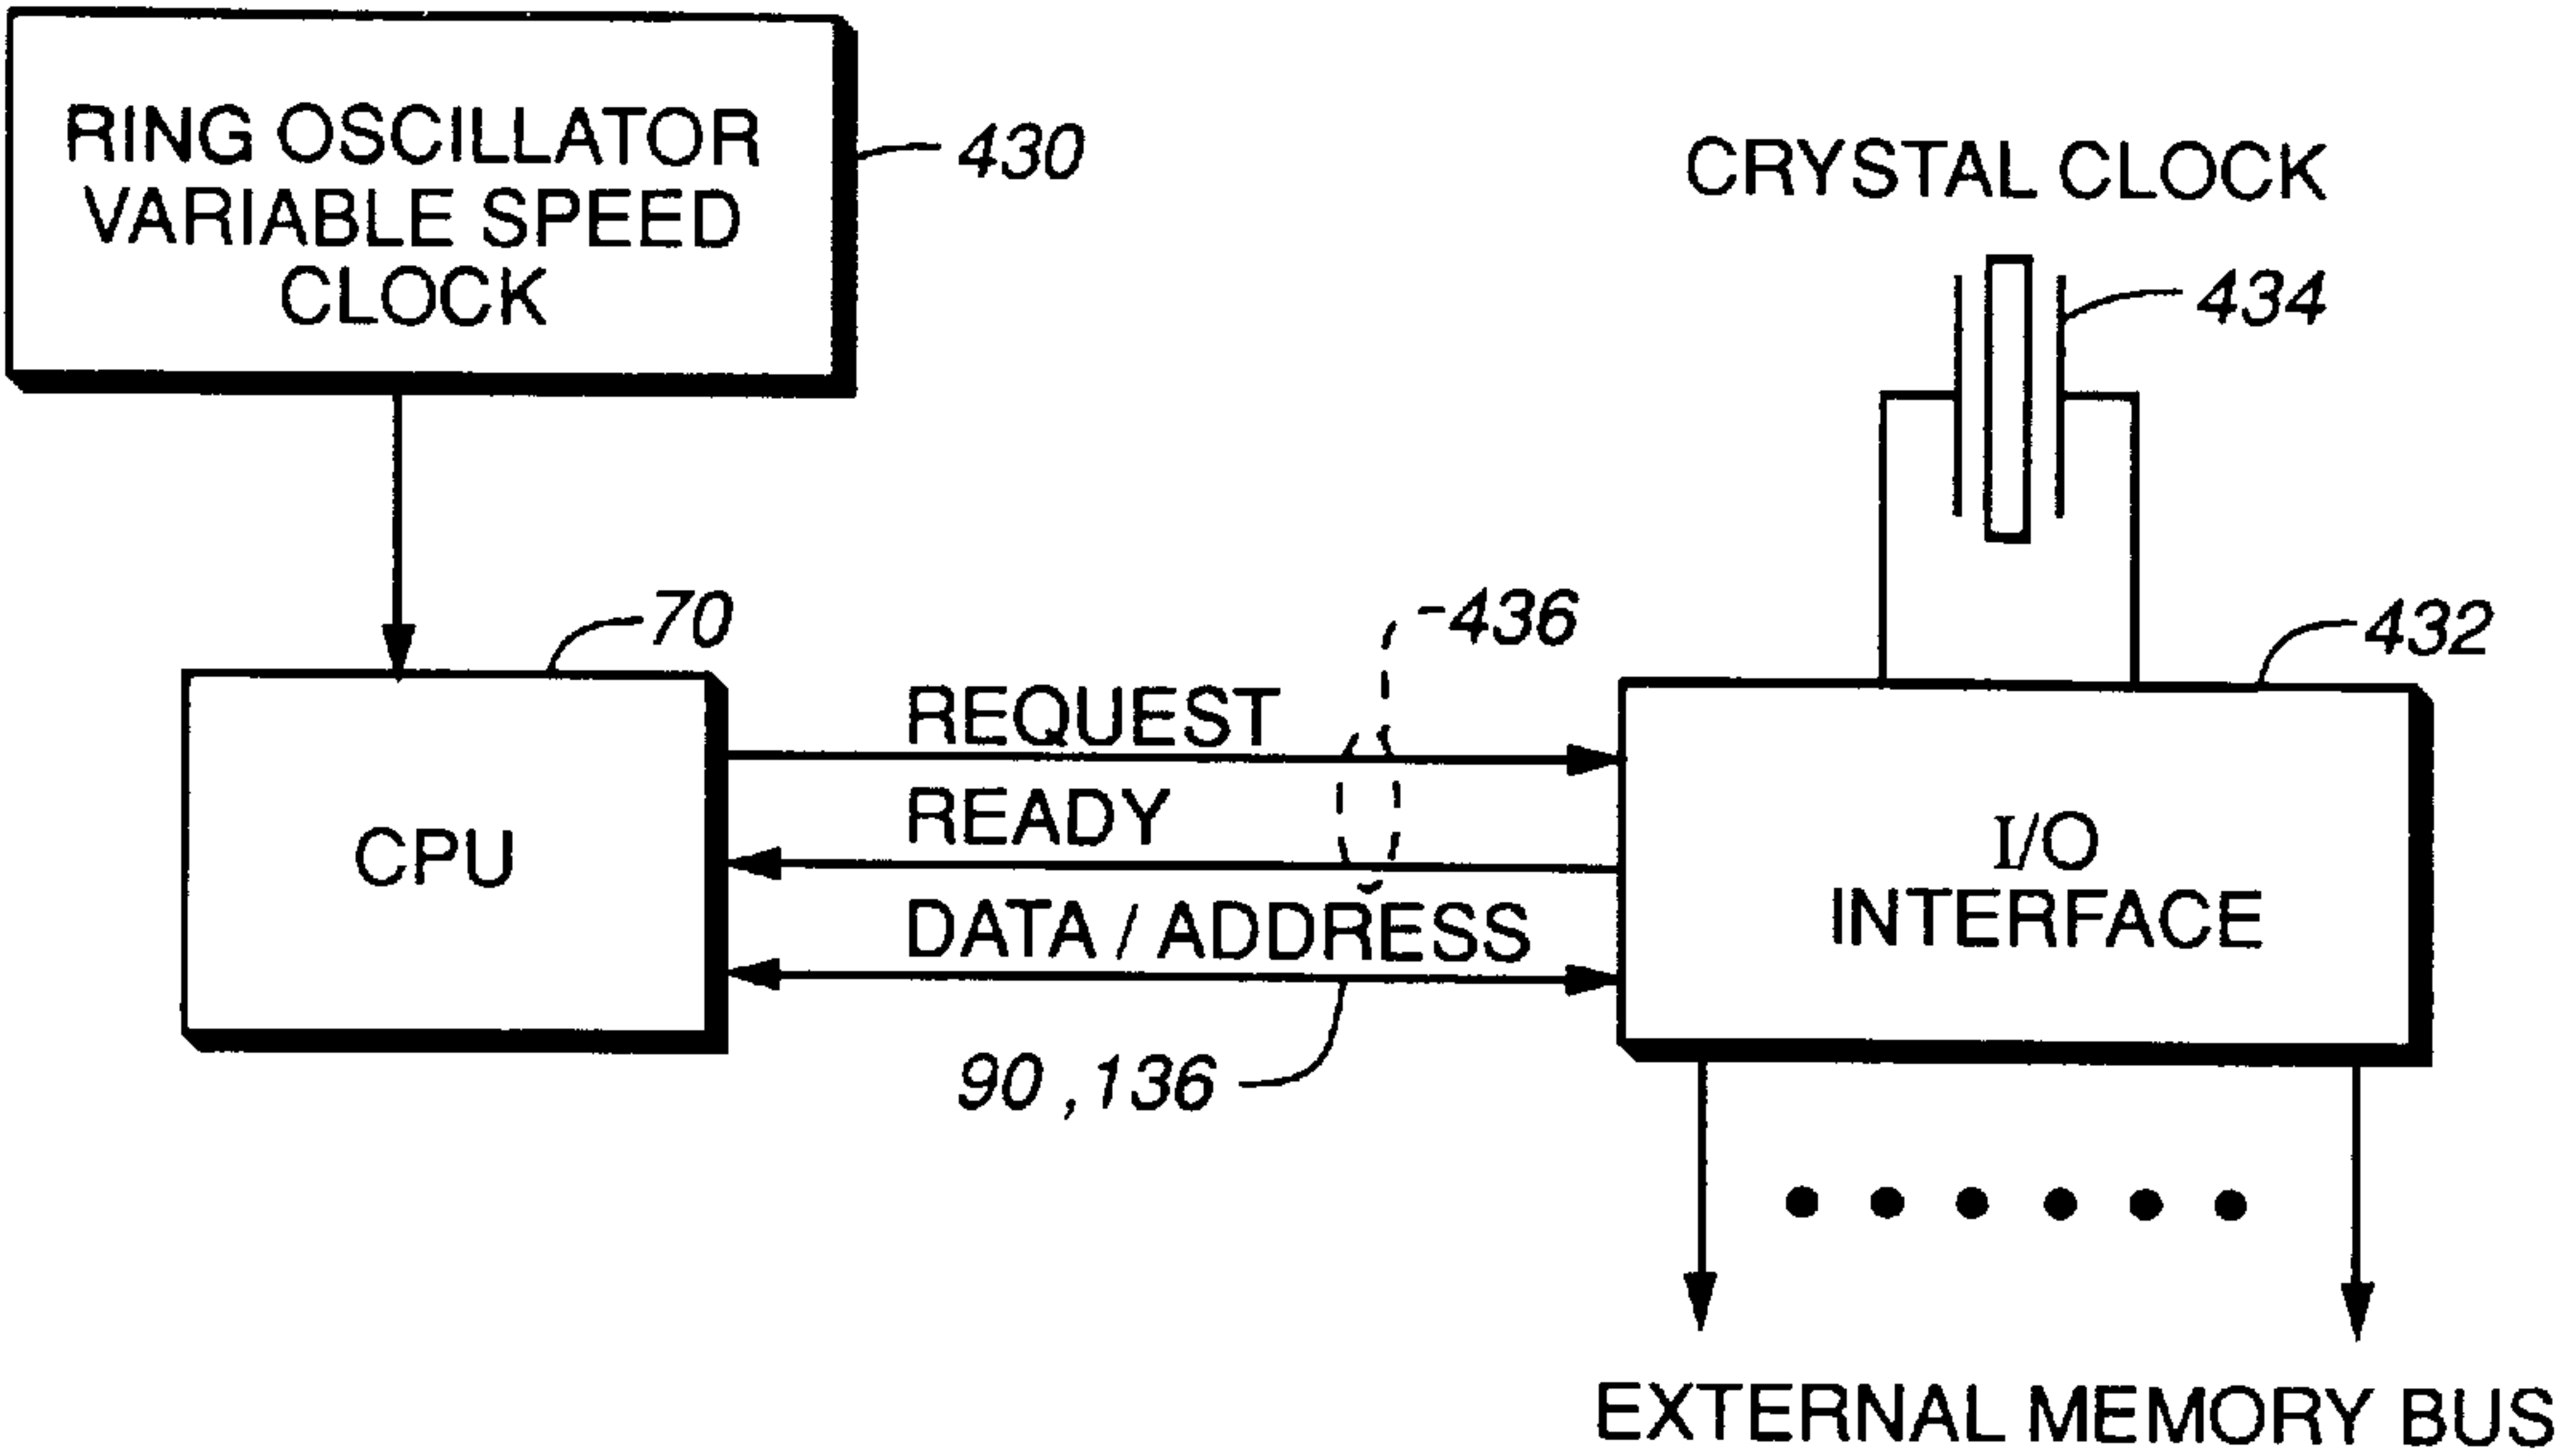 RING OSCILLATOR
VARIABLE SPEED
CLOCK
430
CRYSTAL CLOCK
434
70
436
432
REQUEST
READY
DATA / ADDRESS
CPU
I/O
INTERFACE
90 ,136
EXTERNAL MEMORY BUS